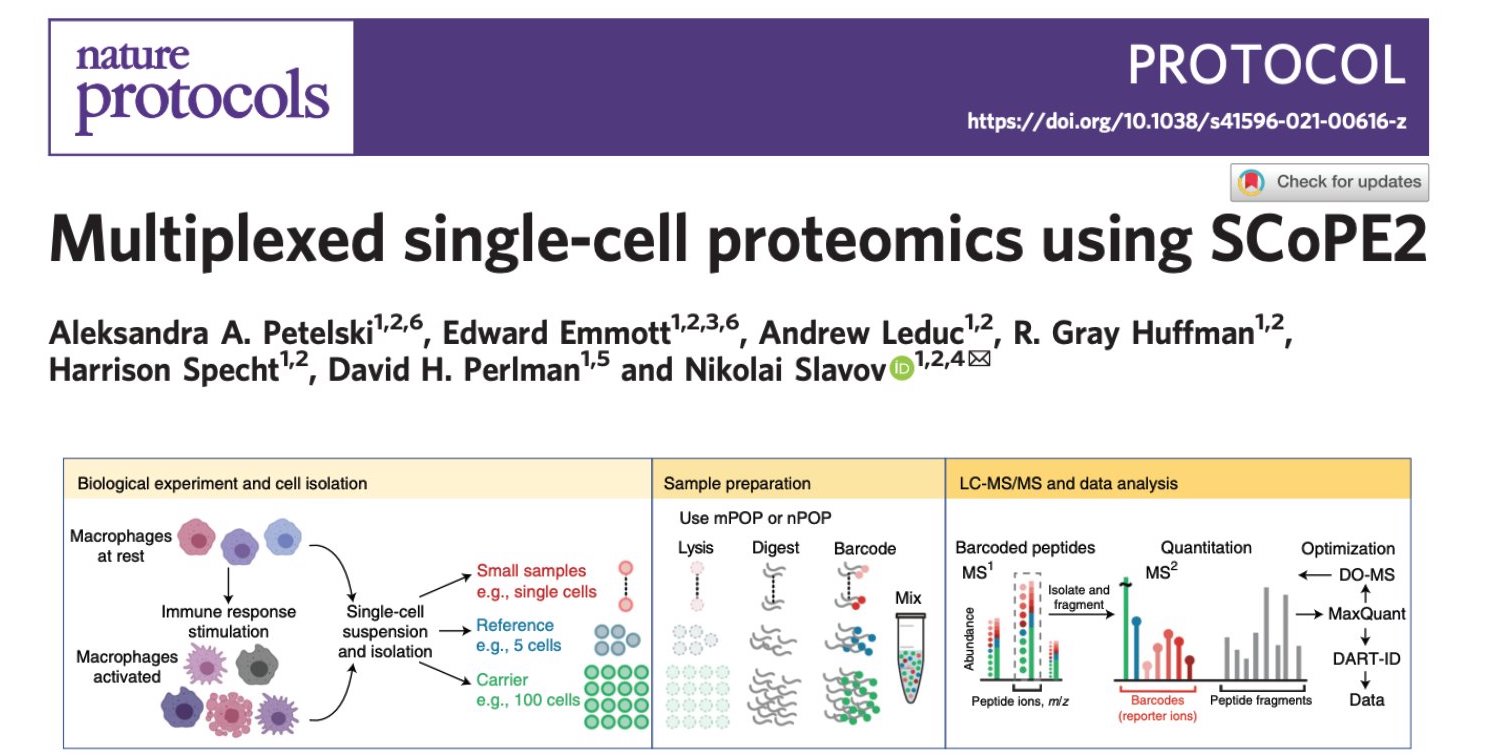 nature
protocols
PROTOCOL
https://doi.org/10.1038/s41596-021-00616-z
Check for updates
Multiplexed single-cell proteomics using SCoPE2
Aleksandra A. Petelski1,2,6, Edward Emmott1,2,3,6, Andrew Leduc1,2, R. Gray Huffman1,2,
Harrison Specht1,2, David H. Perlman1,5 and Nikolai Slavov iD 1,2,4✉
Biological experiment and cell isolation
Macrophages
at rest
Immune response
stimulation
Macrophages
activated
Single-cell
suspension
and isolation
Small samples
e.g., single cells
Reference
e.g., 5 cells
Carrier
e.g., 100 cells
Sample preparation
Use mPOP or nPOP
Lysis
Digest
Barcode
Mix
LC-MS/MS and data analysis
Barcoded peptides
MS1
Abundance
Peptide ions, m/z
Isolate and
fragment
Quantitation
MS2
Barcodes
(reporter ions)
Peptide fragments
Optimization
DO-MS
MaxQuant
DART-ID
Data